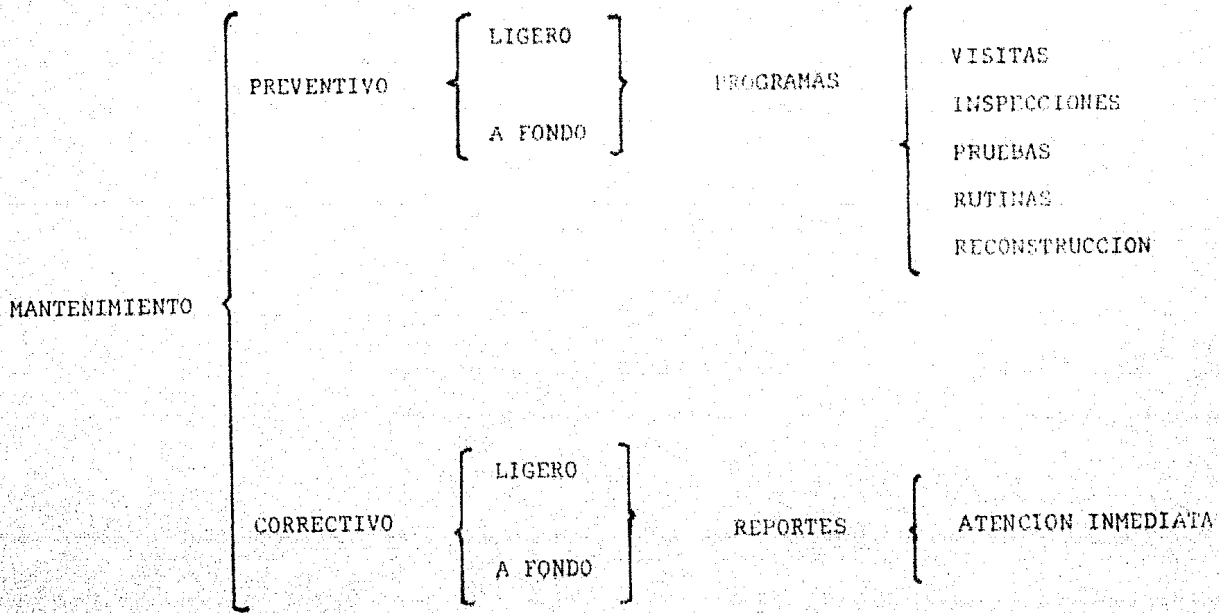 LIGERO
PREVENTIVO
A FONDO
PROGRAMAS
VISITAS
INSPECCIONES
PRUEBAS
RUTINAS
RECONSTRUCCION
MANTENIMIENTO
LIGERO
CORRECTIVO
A FONDO
REPORTES
ATENCION INMEDIATA